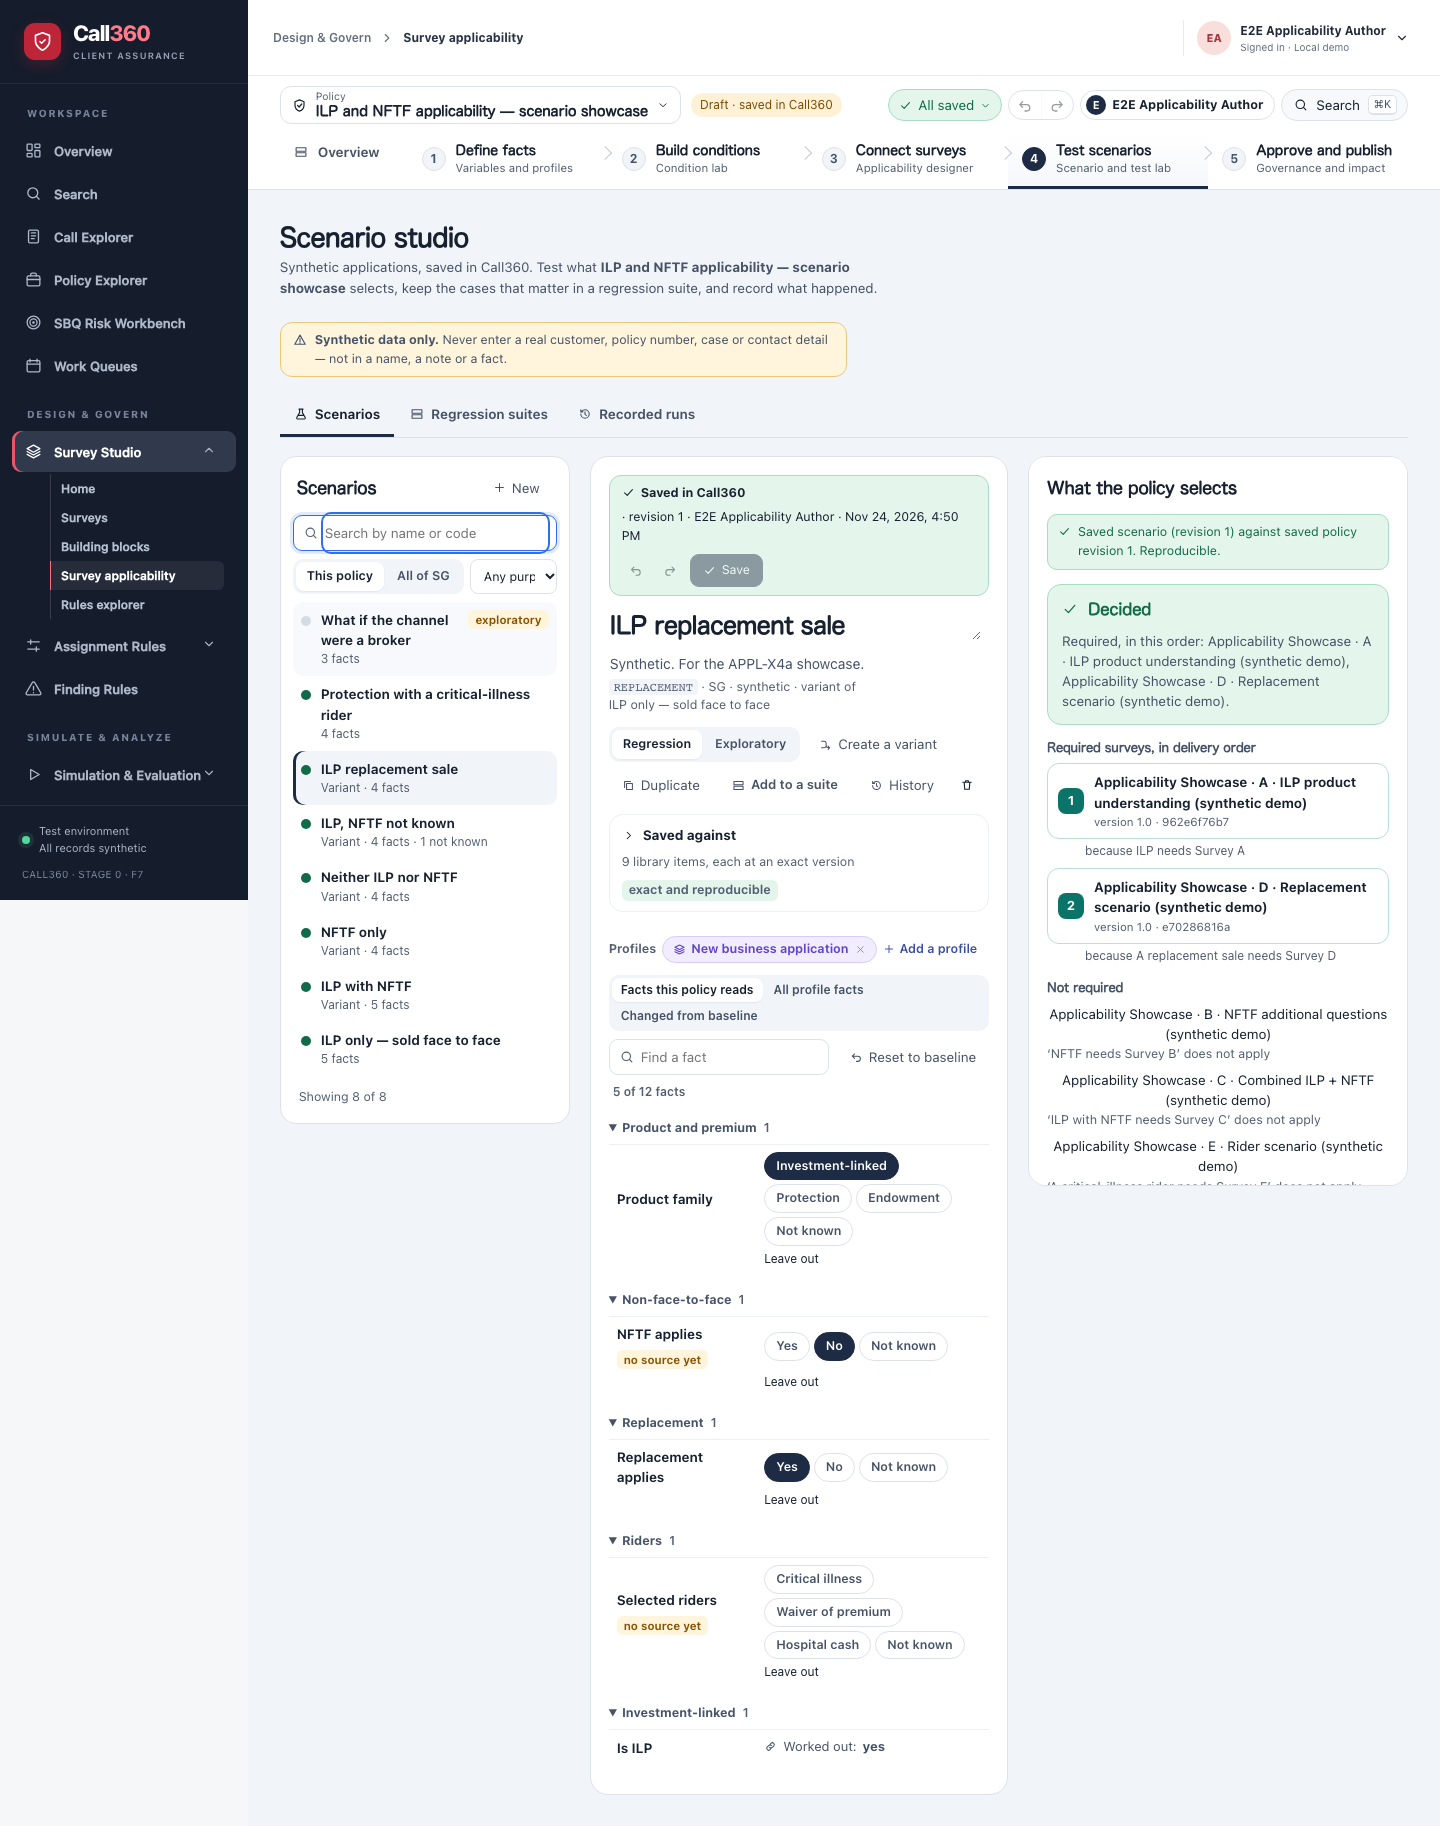 Call360
CLIENT ASSURANCE
WORKSPACE
Overview
Search
Call Explorer
Policy Explorer
SBQ Risk Workbench
Work Queues
DESIGN & GOVERN
Survey Studio
Home
Surveys
Building blocks
Survey applicability
Rules explorer
Assignment Rules
Finding Rules
SIMULATE & ANALYZE
Simulation & Evaluation
Test environment
All records synthetic
CALL360 · STAGE 0 · F7
Design & Govern
Survey applicability
EA
E2E Applicability Author
Signed in · Local demo
Policy
ILP and NFTF applicability — scenario showcase
Draft · saved in Call360
All saved
E
E2E Applicability Author
Search
⌘K
Overview
1
Define facts
Variables and profiles
2
Build conditions
Condition lab
3
Connect surveys
Applicability designer
4
Test scenarios
Scenario and test lab
5
Approve and publish
Governance and impact
Scenario studio
Synthetic applications, saved in Call360. Test what ILP and NFTF applicability — scenario
showcase selects, keep the cases that matter in a regression suite, and record what happened.
Synthetic data only. Never enter a real customer, policy number, case or contact detail
— not in a name, a note or a fact.
Scenarios
Regression suites
Recorded runs
Scenarios
New
Search by name or code
This policy
All of SG
Any purp
What if the channel
were a broker
exploratory
3 facts
Protection with a critical-illness
rider
4 facts
ILP replacement sale
Variant · 4 facts
ILP, NFTF not known
Variant · 4 facts · 1 not known
Neither ILP nor NFTF
Variant · 4 facts
NFTF only
Variant · 4 facts
ILP with NFTF
Variant · 5 facts
ILP only — sold face to face
5 facts
Showing 8 of 8
Saved in Call360
· revision 1 · E2E Applicability Author · Nov 24, 2026, 4:50
PM
Save
ILP replacement sale
Synthetic. For the APPL-X4a showcase.
REPLACEMENT · SG · synthetic · variant of
ILP only — sold face to face
Regression
Exploratory
Create a variant
Duplicate
Add to a suite
History
Saved against
9 library items, each at an exact version
exact and reproducible
Profiles
New business application
Add a profile
Facts this policy reads
All profile facts
Changed from baseline
Find a fact
Reset to baseline
5 of 12 facts
Product and premium 1
Product family
Investment-linked
Protection
Endowment
Not known
Leave out
Non-face-to-face 1
NFTF applies
no source yet
Yes
No
Not known
Leave out
Replacement 1
Replacement
applies
Yes
No
Not known
Leave out
Riders 1
Selected riders
no source yet
Critical illness
Waiver of premium
Hospital cash
Not known
Leave out
Investment-linked 1
Is ILP
Worked out: yes
What the policy selects
Saved scenario (revision 1) against saved policy
revision 1. Reproducible.
Decided
Required, in this order: Applicability Showcase · A
· ILP product understanding (synthetic demo),
Applicability Showcase · D · Replacement
scenario (synthetic demo).
Required surveys, in delivery order
1
Applicability Showcase · A · ILP product
understanding (synthetic demo)
version 1.0 · 962e6f76b7
because ILP needs Survey A
2
Applicability Showcase · D · Replacement
scenario (synthetic demo)
version 1.0 · e70286816a
because A replacement sale needs Survey D
Not required
Applicability Showcase · B · NFTF additional questions
(synthetic demo)
‘NFTF needs Survey B’ does not apply
Applicability Showcase · C · Combined ILP + NFTF
(synthetic demo)
‘ILP with NFTF needs Survey C’ does not apply
Applicability Showcase · E · Rider scenario (synthetic
demo)
‘A critical-illness rider needs Survey E’ does not apply